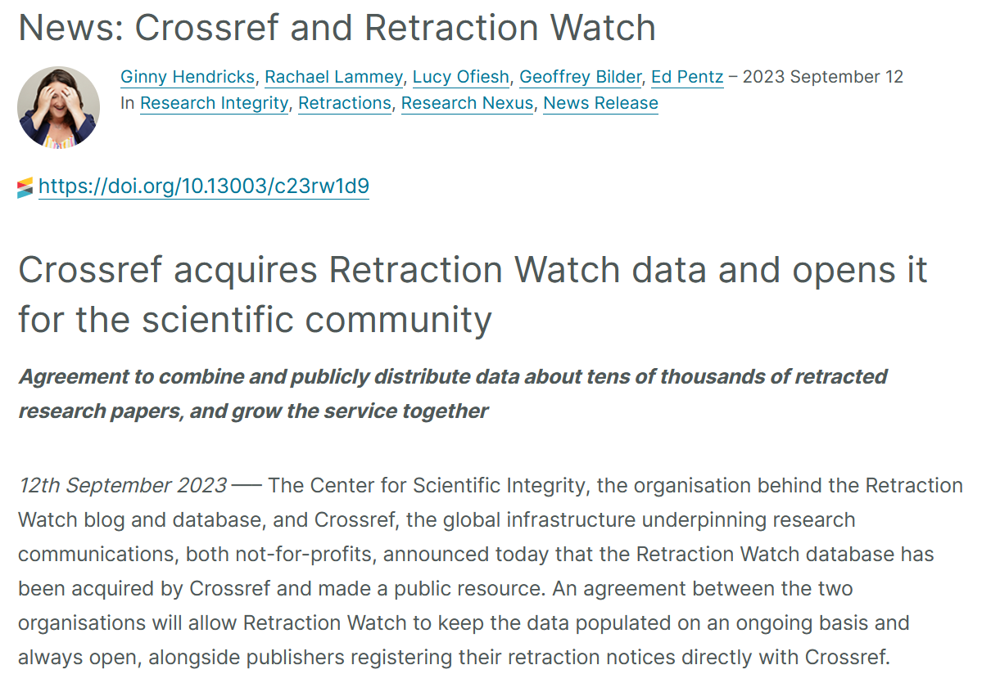 News: Crossref and Retraction Watch
Ginny Hendricks, Rachael Lammey, Lucy Ofiesh, Geoffrey Bilder, Ed Pentz – 2023 September 12
In Research Integrity, Retractions, Research Nexus, News Release
https://doi.org/10.13003/c23rw1d9
Crossref acquires Retraction Watch data and opens it
for the scientific community
Agreement to combine and publicly distribute data about tens of thousands of retracted
research papers, and grow the service together
12th September 2023 —– The Center for Scientific Integrity, the organisation behind the Retraction
Watch blog and database, and Crossref, the global infrastructure underpinning research
communications, both not-for-profits, announced today that the Retraction Watch database has
been acquired by Crossref and made a public resource. An agreement between the two
organisations will allow Retraction Watch to keep the data populated on an ongoing basis and
always open, alongside publishers registering their retraction notices directly with Crossref.